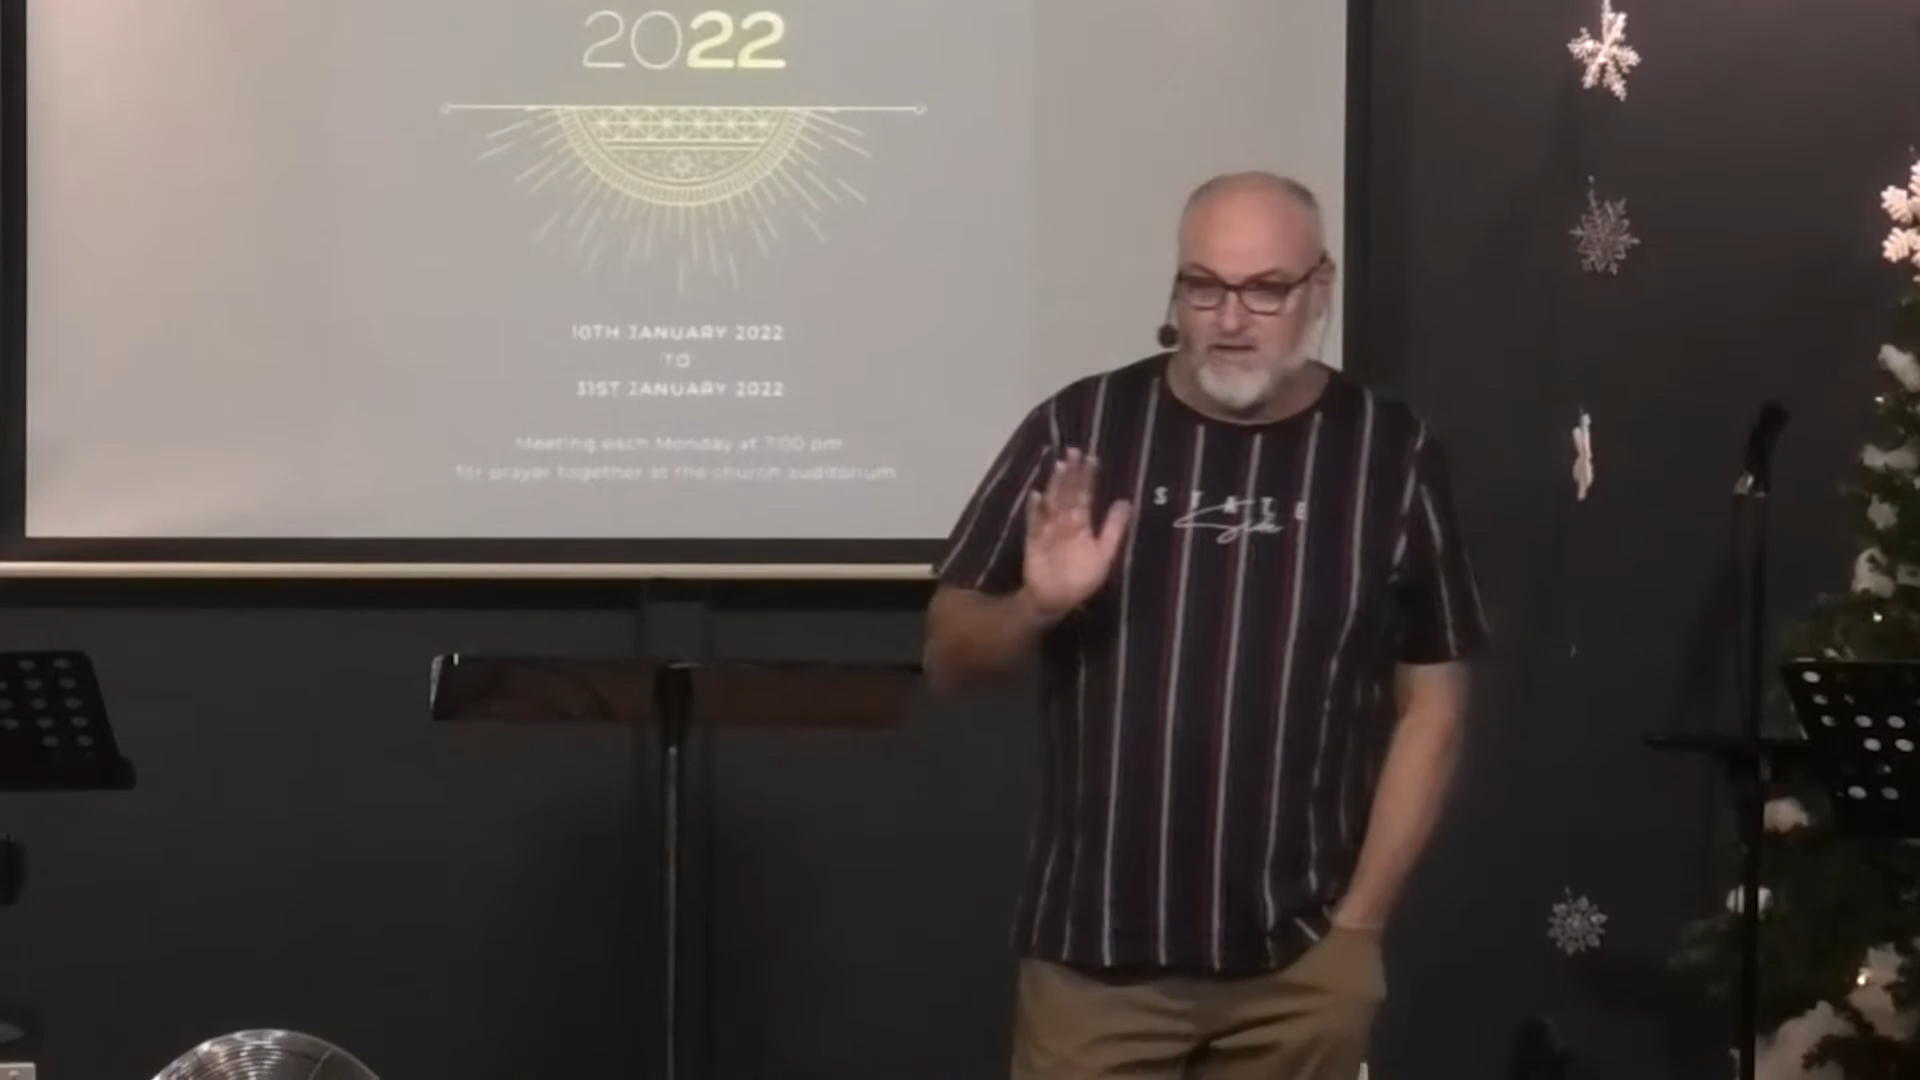 2022
10TH JANUARY 2022
TO
31ST JANUARY 2022
Meeting each Monday at 7:00 pm
for prayer together at the church auditorium
STATE
Side